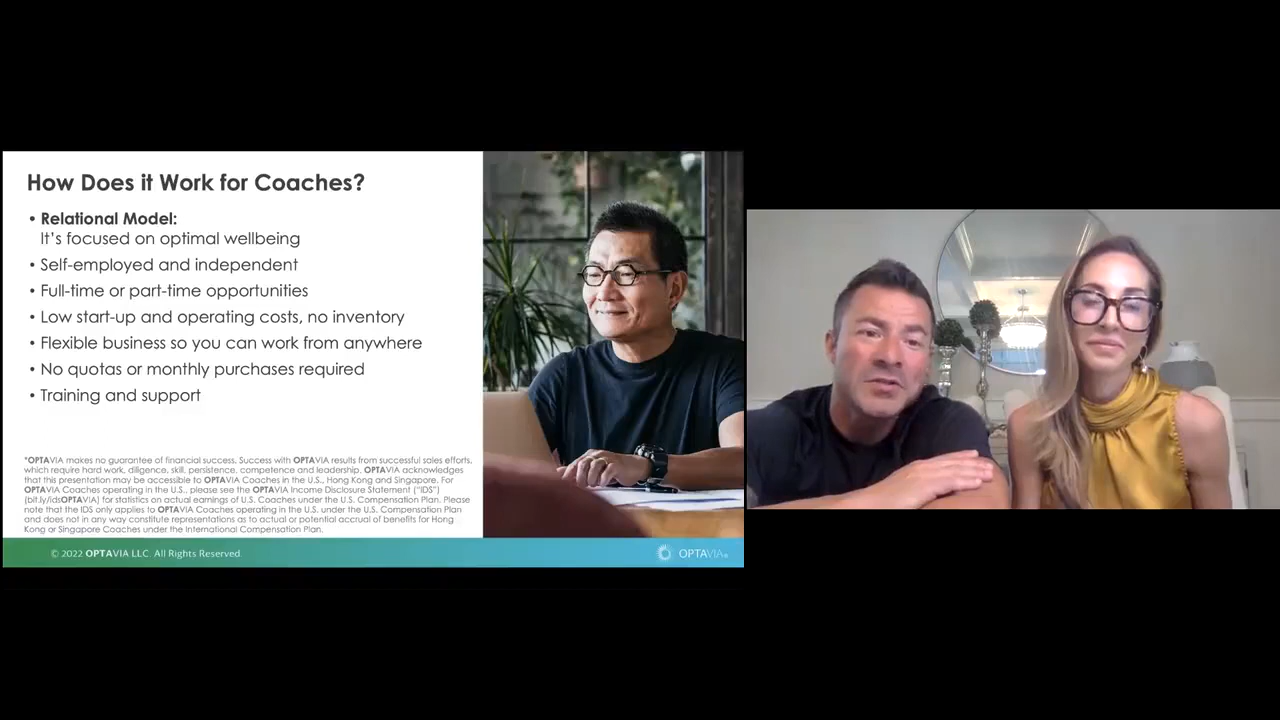 How Does it Work for Coaches?
• Relational Model:
It's focused on optimal wellbeing
• Self-employed and independent
• Full-time or part-time opportunities
• Low start-up and operating costs, no inventory
• Flexible business so you can work from anywhere
• No quotas or monthly purchases required
• Training and support
*OPTAVIA makes no guarantee of financial success. Success with OPTAVIA results from successful sales efforts,
which require hard work, diligence, skill, persistence, competence and leadership. OPTAVIA acknowledges
that this presentation may be accessible to OPTAVIA Coaches in the U.S., Hong Kong and Singapore. For
OPTAVIA Coaches operating in the U.S., please see the OPTAVIA Income Disclosure Statement ("IDS")
(bit.ly/idsOPTAVIA) for statistics on actual earnings of U.S. Coaches under the U.S. Compensation Plan. Please
note that the IDS only applies to OPTAVIA Coaches operating in the U.S. under the U.S. Compensation Plan
and does not in any way constitute representations as to actual or potential accrual of benefits for Hong
Kong or Singapore Coaches under the International Compensation Plan.
© 2022 OPTAVIA LLC All Rights Reserved.
OPTAVIA®